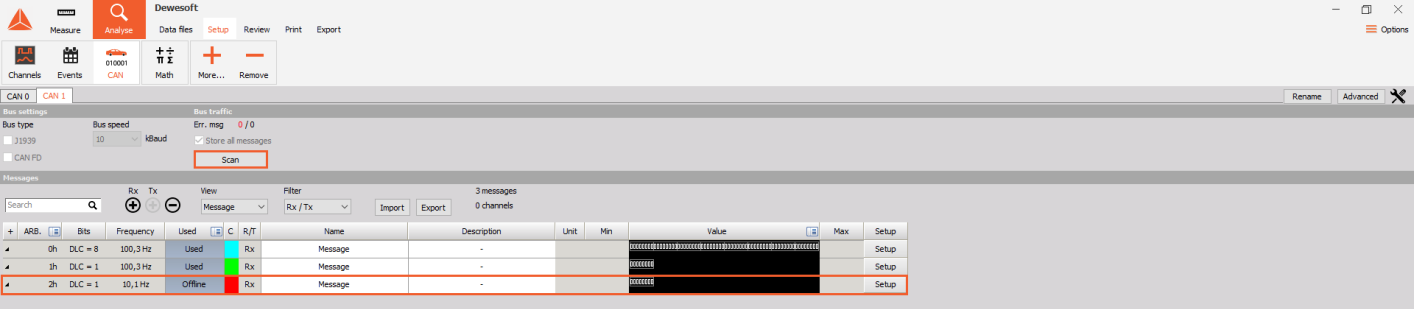 Dewesoft
Measure Analyse Data files Setup Review Print Export Options
010001
Channels Events CAN Math More... Remove
CAN 0 CAN 1 Rename Advanced
Bus settings Bus traffic
Bus type Bus speed Err. msg 0 / 0
J1939 10 kBaud Store all messages
CAN FD Scan
Messages
Rx Tx View Filter 3 messages
Search Message Rx / Tx Import Export 0 channels
+ ARB. Bits Frequency Used C R/T Name Description Unit Min Value Max Setup
0h DLC = 8 100,3 Hz Used Rx Message - Setup
1h DLC = 1 100,3 Hz Used Rx Message - Setup
2h DLC = 1 10,1 Hz Offline Rx Message - Setup